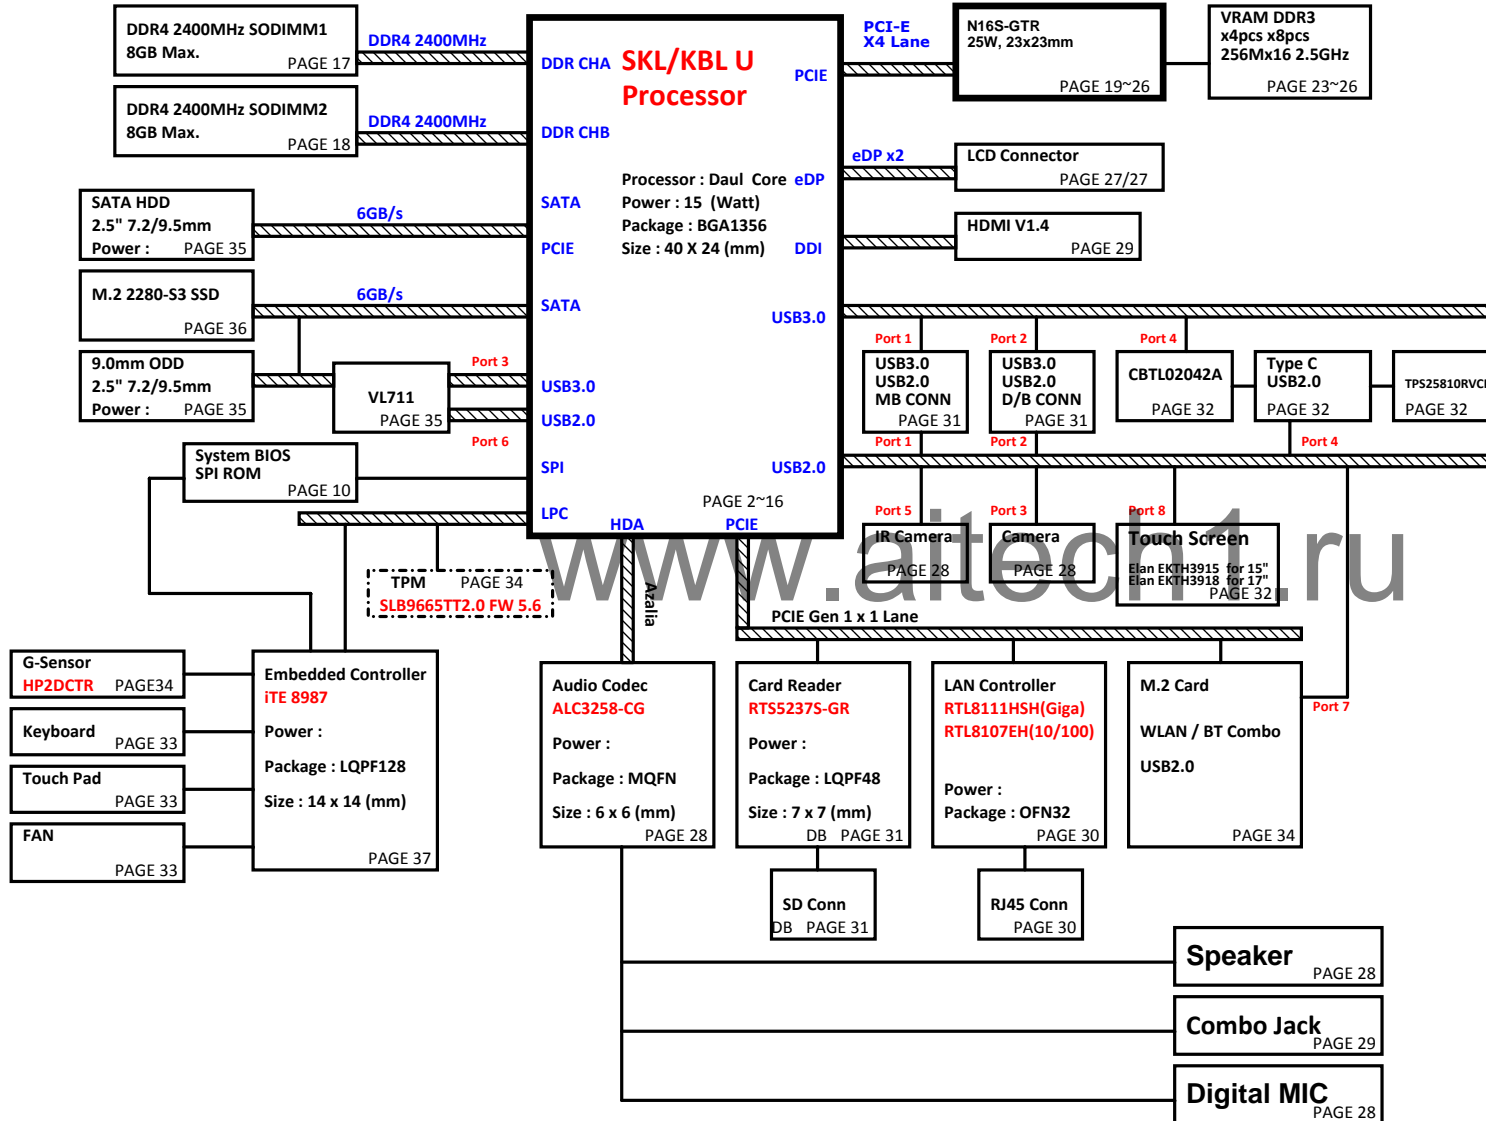 DDR4 2400MHz SODIMM1
8GB Max.
PAGE 17
DDR4 2400MHz
DDR4 2400MHz SODIMM2
8GB Max.
PAGE 18
DDR4 2400MHz
SATA HDD
2.5" 7.2/9.5mm
Power : PAGE 35
6GB/s
M.2 2280-S3 SSD
PAGE 36
6GB/s
9.0mm ODD
2.5" 7.2/9.5mm
Power : PAGE 35
VL711
PAGE 35
Port 3
Port 6
System BIOS
SPI ROM
PAGE 10
DDR CHA
SKL/KBL U
Processor
PCIE
DDR CHB
Processor : Daul Core
Power : 15 (Watt)
Package : BGA1356
Size : 40 X 24 (mm)
eDP
SATA
PCIE
DDI
SATA
USB3.0
USB3.0
USB2.0
SPI
USB2.0
PAGE 2~16
LPC
HDA
PCIE
PCI-E
X4 Lane
N16S-GTR
25W, 23x23mm
PAGE 19~26
VRAM DDR3
x4pcs x8pcs
256Mx16 2.5GHz
PAGE 23~26
eDP x2
LCD Connector
PAGE 27/27
HDMI V1.4
PAGE 29
Port 1
USB3.0
USB2.0
MB CONN
PAGE 31
Port 1
Port 2
USB3.0
USB2.0
D/B CONN
PAGE 31
Port 2
Port 4
CBTL02042A
PAGE 32
Type C
USB2.0
PAGE 32
Port 4
PAGE 32
Port 5
IR Camera
PAGE 28
Port 3
Camera
PAGE 28
Port 8
Touch Screen
Elan EKTH3915 for 15"
Elan EKTH3918 for 17"
PAGE 32
www.aitech1.ru
TPM PAGE 34
SLB9665TT2.0 FW 5.6
Azalia
PCIE Gen 1 x 1 Lane
G-Sensor
HP2DCTR PAGE34
Keyboard
PAGE 33
Touch Pad
PAGE 33
FAN
PAGE 33
Embedded Controller
iTE 8987
Power :
Package : LQPF128
Size : 14 x 14 (mm)
PAGE 37
Audio Codec
ALC3258-CG
Power :
Package : MQFN
Size : 6 x 6 (mm)
PAGE 28
Card Reader
RTS5237S-GR
Power :
Package : LQPF48
Size : 7 x 7 (mm)
DB PAGE 31
LAN Controller
RTL8111HSH(Giga)
RTL8107EH(10/100)
Power :
Package : OFN32
PAGE 30
M.2 Card
WLAN / BT Combo
USB2.0
PAGE 34
Port 7
SD Conn
DB PAGE 31
RJ45 Conn
PAGE 30
Speaker
PAGE 28
Combo Jack
PAGE 29
Digital MIC
PAGE 28